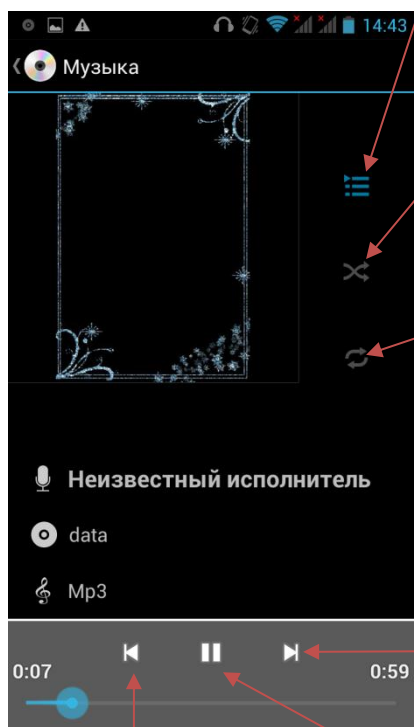 14:43
Музыка
Неизвестный исполнитель
data
Mp3
0:07 0:59